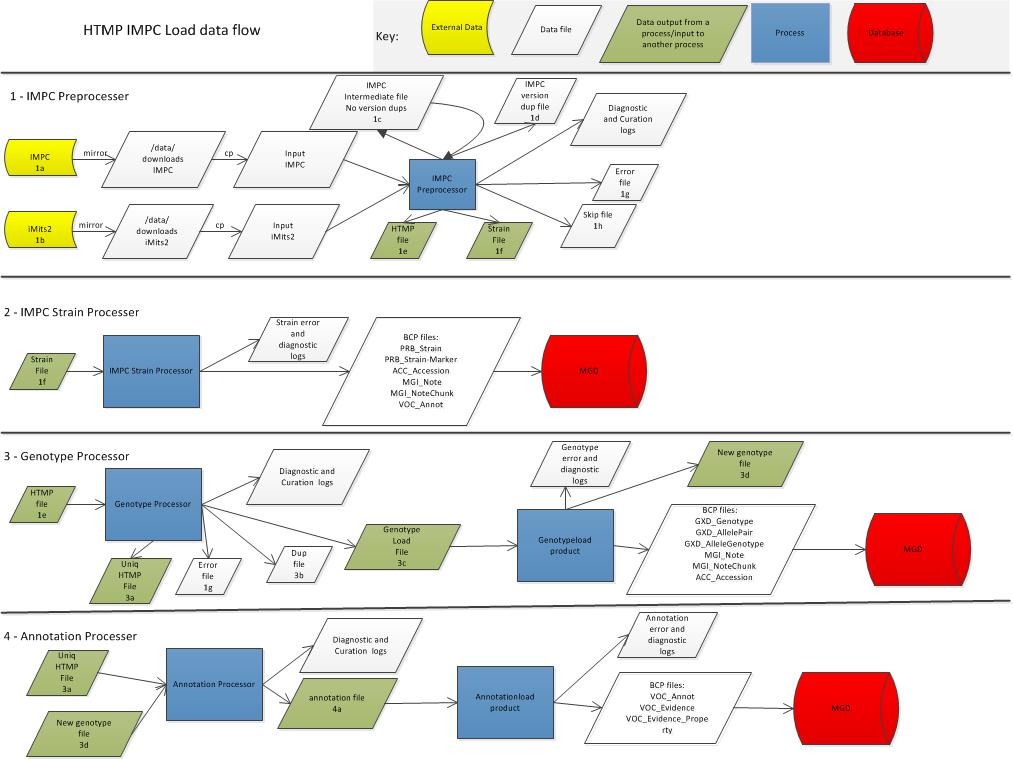 HTMP IMPC Load data flow
Key:
External Data
Data file
Data output from a
process/input to
another process
Process
Database
1 - IMPC Preprocesser
IMPC
1a
mirror
/data/
downloads
IMPC
cp
Input
IMPC
IMPC
Intermediate file
No version dups
1c
IMPC
version
dup file
1d
Diagnostic
and Curation
logs
IMPC
Preprocessor
Error
file
1g
Skip file
1h
iMits2
1b
mirror
/data/
downloads
iMits2
cp
Input
iMits2
HTMP
file
1e
Strain
File
1f
2 - IMPC Strain Processer
Strain
File
1f
IMPC Strain Processor
Strain error
and
diagnostic
logs
BCP files:
PRB_Strain
PRB_Strain-Marker
ACC_Accession
MGI_Note
MGI_NoteChunk
VOC_Annot
MGD
3 - Genotype Processor
HTMP
file
1e
Genotype Processor
Diagnostic and
Curation logs
Uniq
HTMP
File
3a
Error
file
1g
Dup
file
3b
Genotype
Load
File
3c
Genotypeload
product
Genotype
error and
diagnostic
logs
New genotype
file
3d
BCP files:
GXD_Genotype
GXD_AllelePair
GXD_AlleleGenotype
MGI_Note
MGI_NoteChunk
ACC_Accession
MGD
4 - Annotation Processer
Uniq
HTMP
File
3a
New genotype
file
3d
Annotation Processor
Diagnostic and
Curation logs
annotation file
4a
Annotationload
product
Annotation
error and
diagnostic
logs
BCP files:
VOC_Annot
VOC_Evidence
VOC_Evidence_Prope
rty
MGD